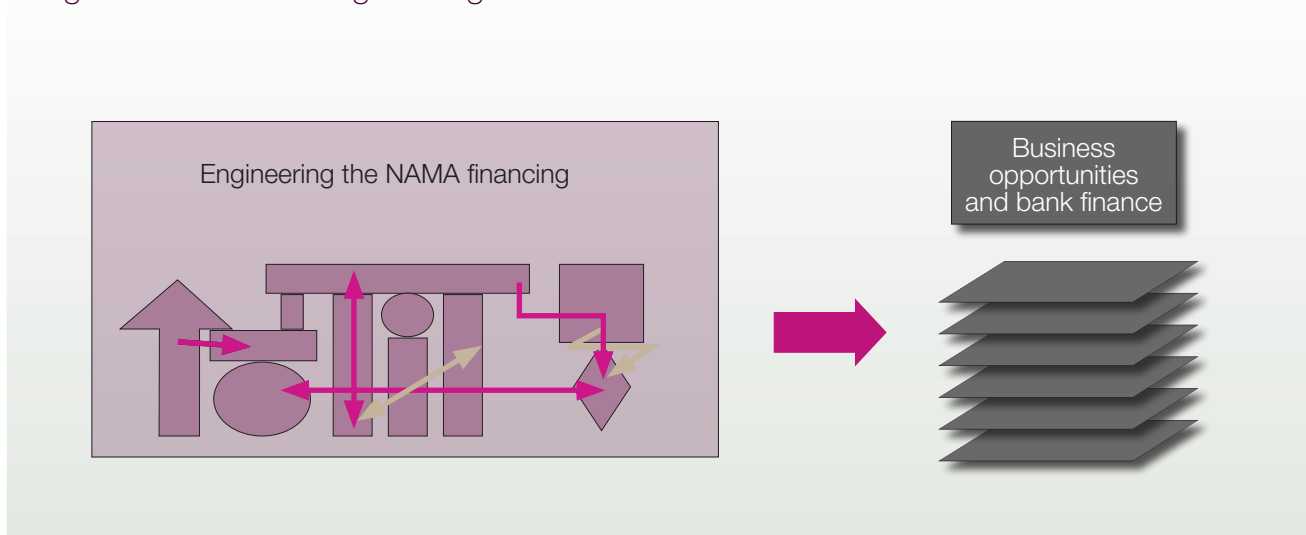 Engineering the NAMA financing
Business
opportunities
and bank finance